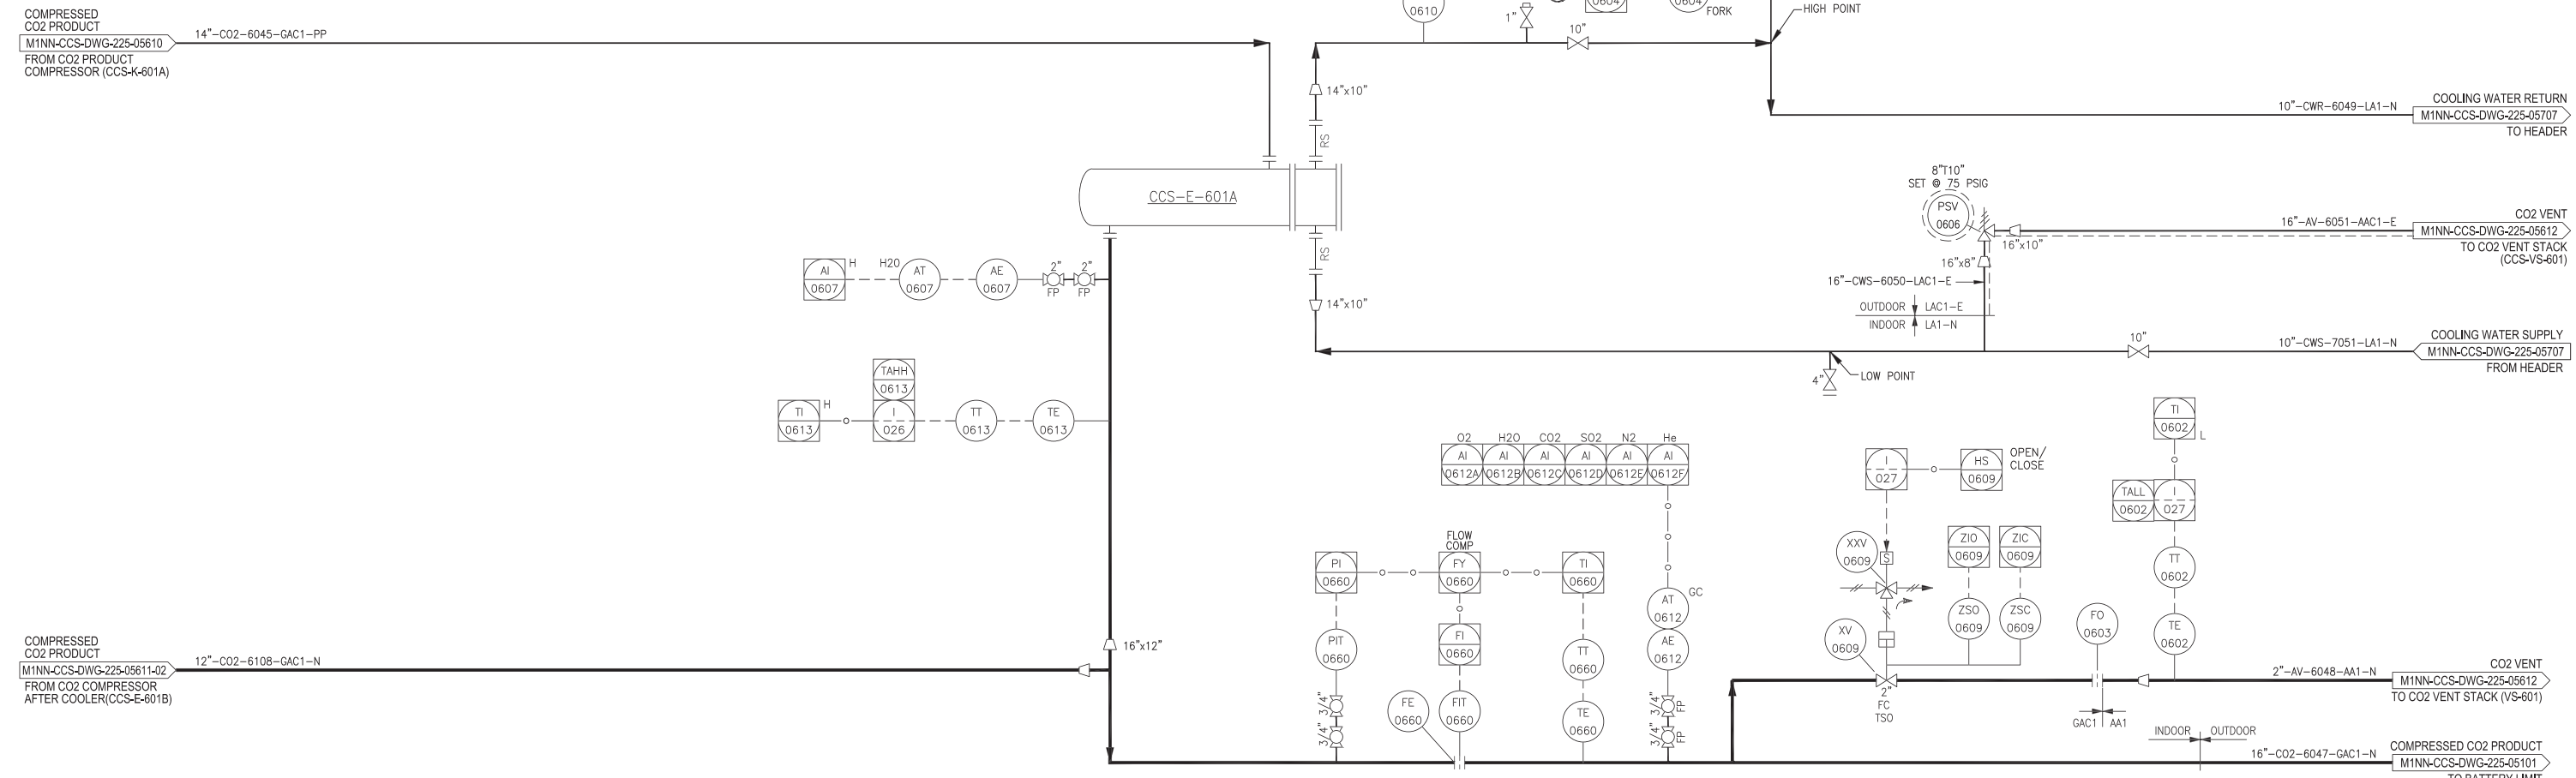 COMPRESSED
CO2 PRODUCT
M1NN-CCS-DWG-225-05610
FROM CO2 PRODUCT
COMPRESSOR (CCS-K-601A)
14"-CO2-6045-GAC1-PP
0610
1"
0604
0604
FORK
10"
HIGH POINT
14"x10"
RS
10"-CWR-6049-LA1-N
COOLING WATER RETURN
M1NN-CCS-DWG-225-05707
TO HEADER
CCS-E-601A
8"T10"
SET @ 75 PSIG
PSV
0606
16"x10"
16"-AV-6051-AAC1-E
CO2 VENT
M1NN-CCS-DWG-225-05612
TO CO2 VENT STACK
(CCS-VS-601)
RS
14"x10"
16"x8"
16"-CWS-6050-LAC1-E
OUTDOOR
LAC1-E
INDOOR
LA1-N
AI
0607
H
H2O
AT
0607
AE
0607
2"
FP
2"
FP
10"
10"-CWS-7051-LA1-N
COOLING WATER SUPPLY
M1NN-CCS-DWG-225-05707
FROM HEADER
4"
LOW POINT
TAHH
0613
TI
0613
H
I
026
TT
0613
TE
0613
O2
H2O
CO2
SO2
N2
He
AI
0612A
AI
0612B
AI
0612C
AI
0612D
AI
0612E
AI
0612F
I
027
HS
0609
OPEN/
CLOSE
TI
0602
L
TALL
0602
I
027
PI
0660
FLOW
COMP
FY
0660
TI
0660
XXV
0609
S
ZIO
0609
ZIC
0609
TT
0602
AT
0612
GC
PIT
0660
FI
0660
TT
0660
AE
0612
XV
0609
ZSO
0609
ZSC
0609
FO
0603
TE
0602
COMPRESSED
CO2 PRODUCT
M1NN-CCS-DWG-225-05611-02
FROM CO2 COMPRESSOR
AFTER COOLER(CCS-E-601B)
12"-CO2-6108-GAC1-N
16"x12"
3/4"
3/4"
FE
0660
FIT
0660
TE
0660
3/4"
FP
3/4"
FP
2"
FC
TSO
GAC1
AA1
2"-AV-6048-AA1-N
CO2 VENT
M1NN-CCS-DWG-225-05612
TO CO2 VENT STACK (VS-601)
INDOOR
OUTDOOR
16"-CO2-6047-GAC1-N
COMPRESSED CO2 PRODUCT
M1NN-CCS-DWG-225-05101
TO BATTERY LIMIT